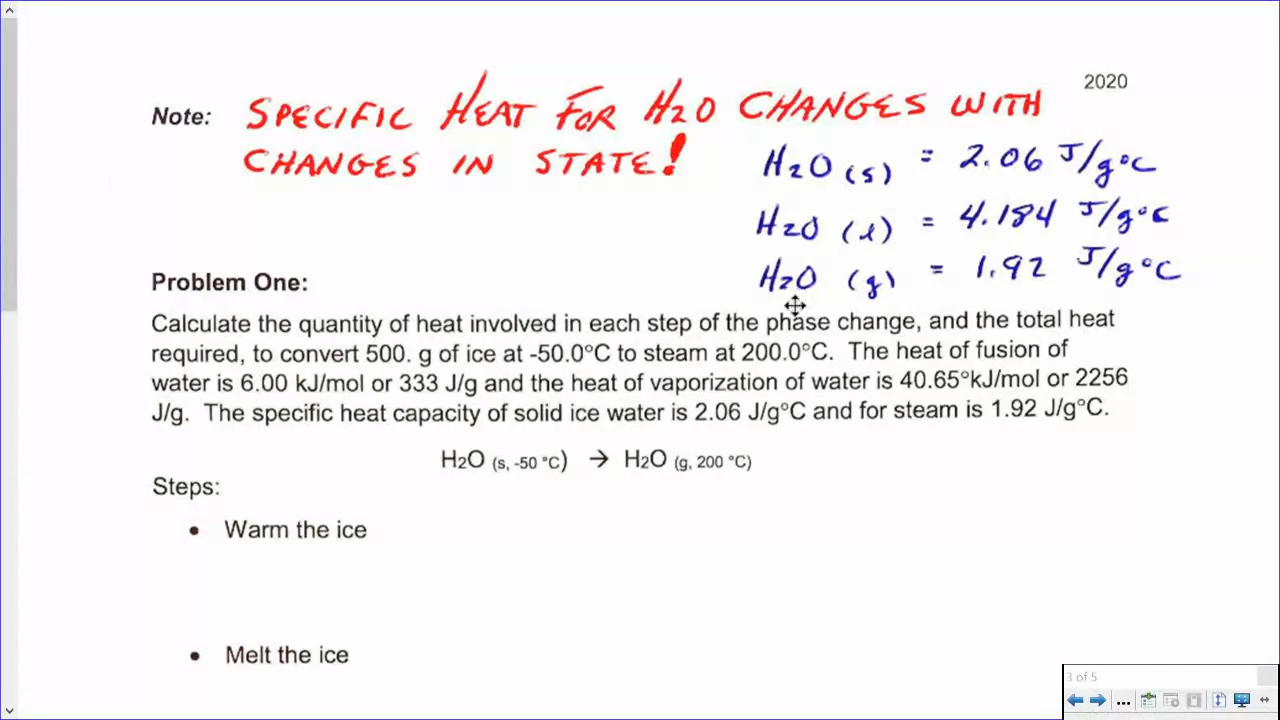 2020
Note: SPECIFIC HEAT FOR H2O CHANGES WITH
CHANGES IN STATE!
H2O (s) = 2.06 J/g°C
H2O (l) = 4.184 J/g°C
H2O (g) = 1.92 J/g°C
Problem One:
Calculate the quantity of heat involved in each step of the phase change, and the total heat
required, to convert 500. g of ice at -50.0°C to steam at 200.0°C. The heat of fusion of
water is 6.00 kJ/mol or 333 J/g and the heat of vaporization of water is 40.65°kJ/mol or 2256
J/g. The specific heat capacity of solid ice water is 2.06 J/g°C and for steam is 1.92 J/g°C.
H2O (s, -50 °C) → H2O (g, 200 °C)
Steps:
• Warm the ice
• Melt the ice
3 of 5